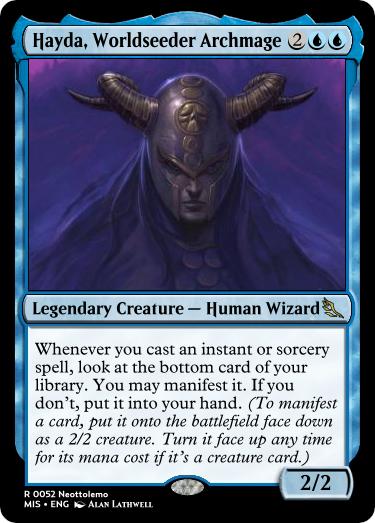 Hayda, Worldseeder Archmage 2
Legendary Creature — Human Wizard
Whenever you cast an instant or sorcery
spell, look at the bottom card of your
library. You may manifest it. If you
don't, put it into your hand. (To manifest
a card, put it onto the battlefield face down
as a 2/2 creature. Turn it face up any time
for its mana cost if it's a creature card.)
2/2
R 0052 Neottolemo
MIS • ENG Alan Lathwell